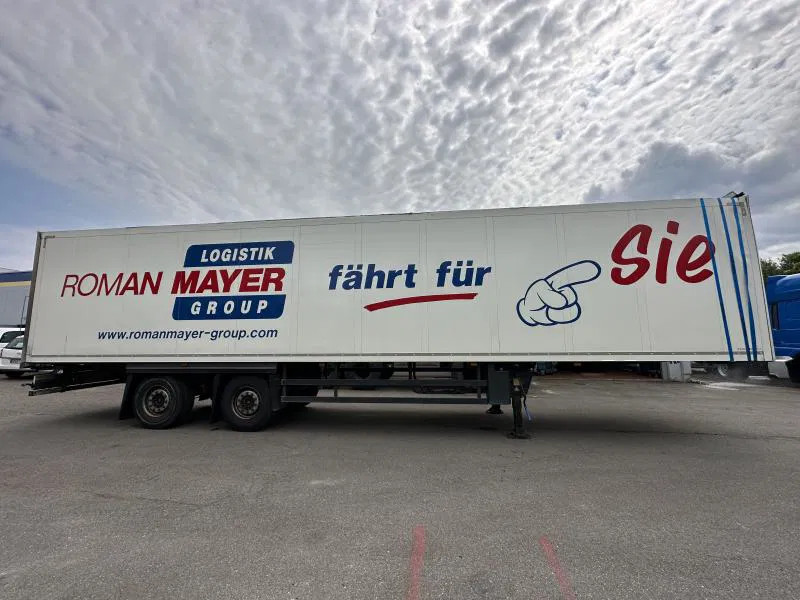 LOGISTIK
ROMAN MAYER
GROUP
www.romanmayer-group.com
fährt für
Sie